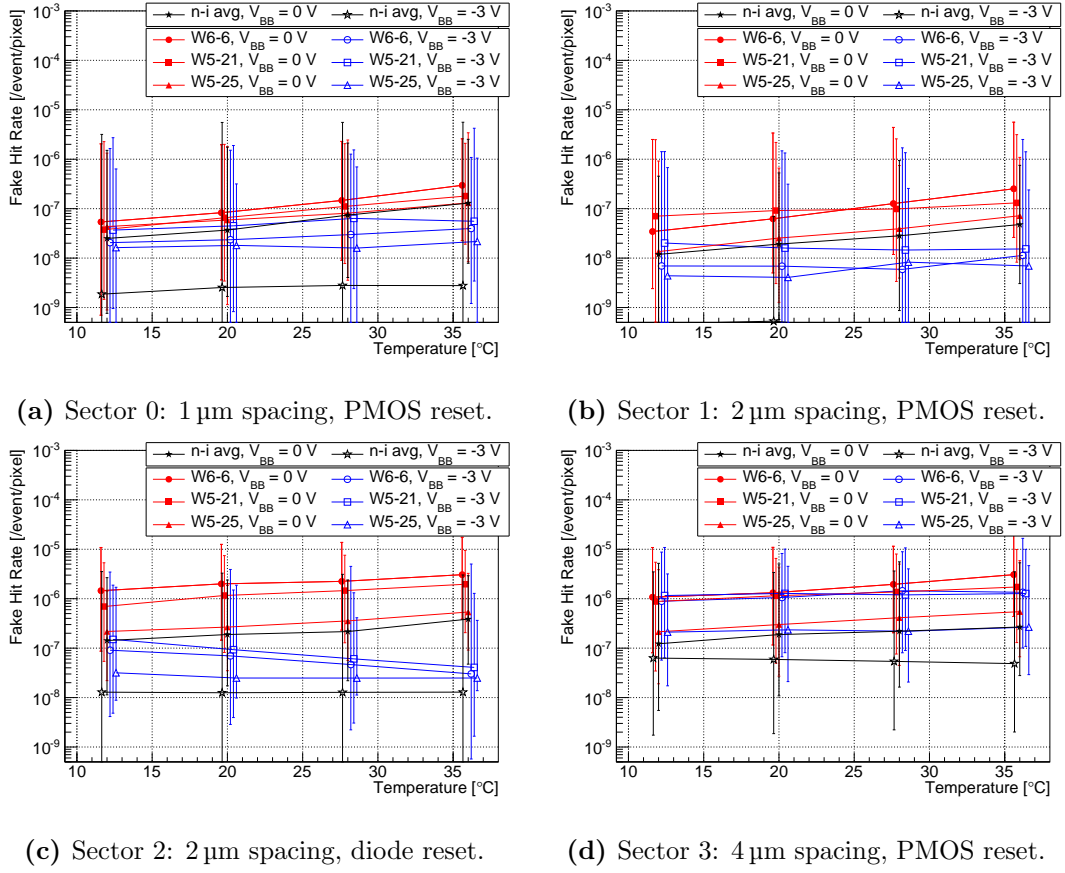 n-i avg, V_BB = 0 V n-i avg, V_BB = -3 V
W6-6, V_BB = 0 V W6-6, V_BB = -3 V
W5-21, V_BB = 0 V W5-21, V_BB = -3 V
W5-25, V_BB = 0 V W5-25, V_BB = -3 V
Fake Hit Rate [/event/pixel]
10^-3
10^-4
10^-5
10^-6
10^-7
10^-8
10^-9
10 15 20 25 30 35
Temperature [°C]
(a) Sector 0: 1 µm spacing, PMOS reset.
n-i avg, V_BB = 0 V n-i avg, V_BB = -3 V
W6-6, V_BB = 0 V W6-6, V_BB = -3 V
W5-21, V_BB = 0 V W5-21, V_BB = -3 V
W5-25, V_BB = 0 V W5-25, V_BB = -3 V
Fake Hit Rate [/event/pixel]
10^-3
10^-4
10^-5
10^-6
10^-7
10^-8
10^-9
10 15 20 25 30 35
Temperature [°C]
(b) Sector 1: 2 µm spacing, PMOS reset.
n-i avg, V_BB = 0 V n-i avg, V_BB = -3 V
W6-6, V_BB = 0 V W6-6, V_BB = -3 V
W5-21, V_BB = 0 V W5-21, V_BB = -3 V
W5-25, V_BB = 0 V W5-25, V_BB = -3 V
Fake Hit Rate [/event/pixel]
10^-3
10^-4
10^-5
10^-6
10^-7
10^-8
10^-9
10 15 20 25 30 35
Temperature [°C]
(c) Sector 2: 2 µm spacing, diode reset.
n-i avg, V_BB = 0 V n-i avg, V_BB = -3 V
W6-6, V_BB = 0 V W6-6, V_BB = -3 V
W5-21, V_BB = 0 V W5-21, V_BB = -3 V
W5-25, V_BB = 0 V W5-25, V_BB = -3 V
Fake Hit Rate [/event/pixel]
10^-3
10^-4
10^-5
10^-6
10^-7
10^-8
10^-9
10 15 20 25 30 35
Temperature [°C]
(d) Sector 3: 4 µm spacing, PMOS reset.